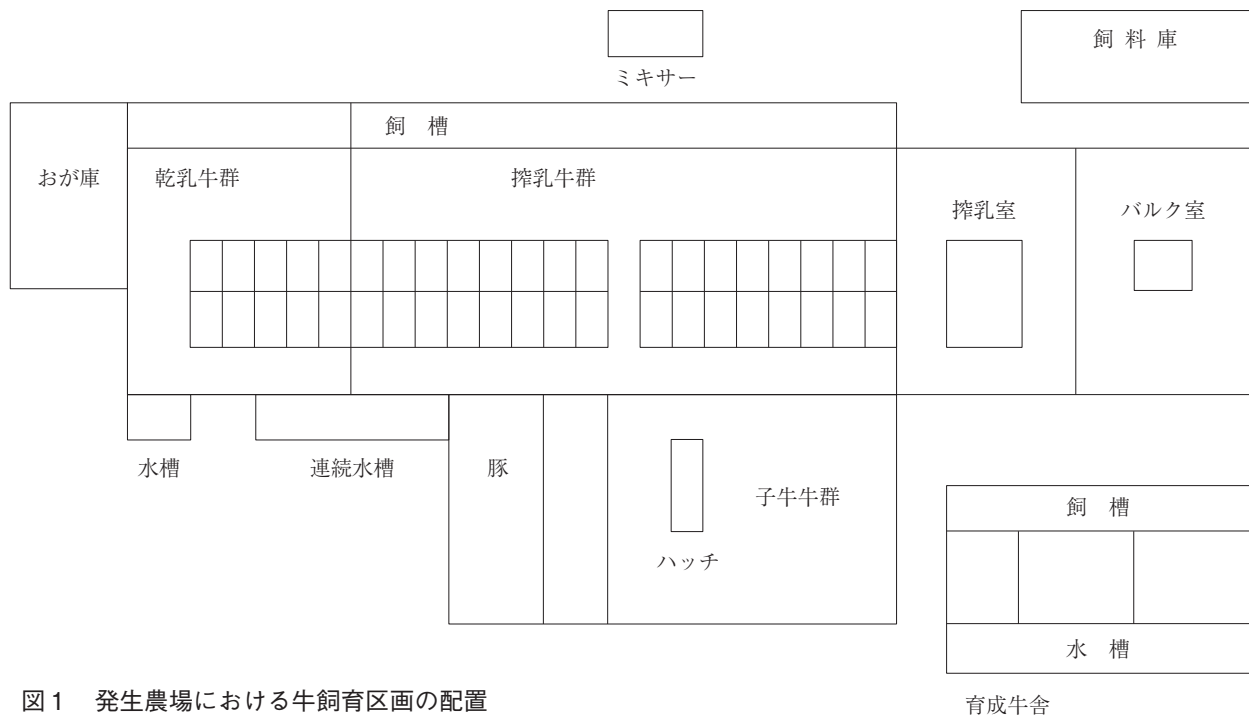 飼料庫
ミキサー
飼槽
おが庫
乾乳牛群
搾乳牛群
搾乳室
バルク室
水槽
連続水槽
豚
子牛牛群
ハッチ
飼槽
水槽
育成牛舎
図1 発生農場における牛飼育区画の配置